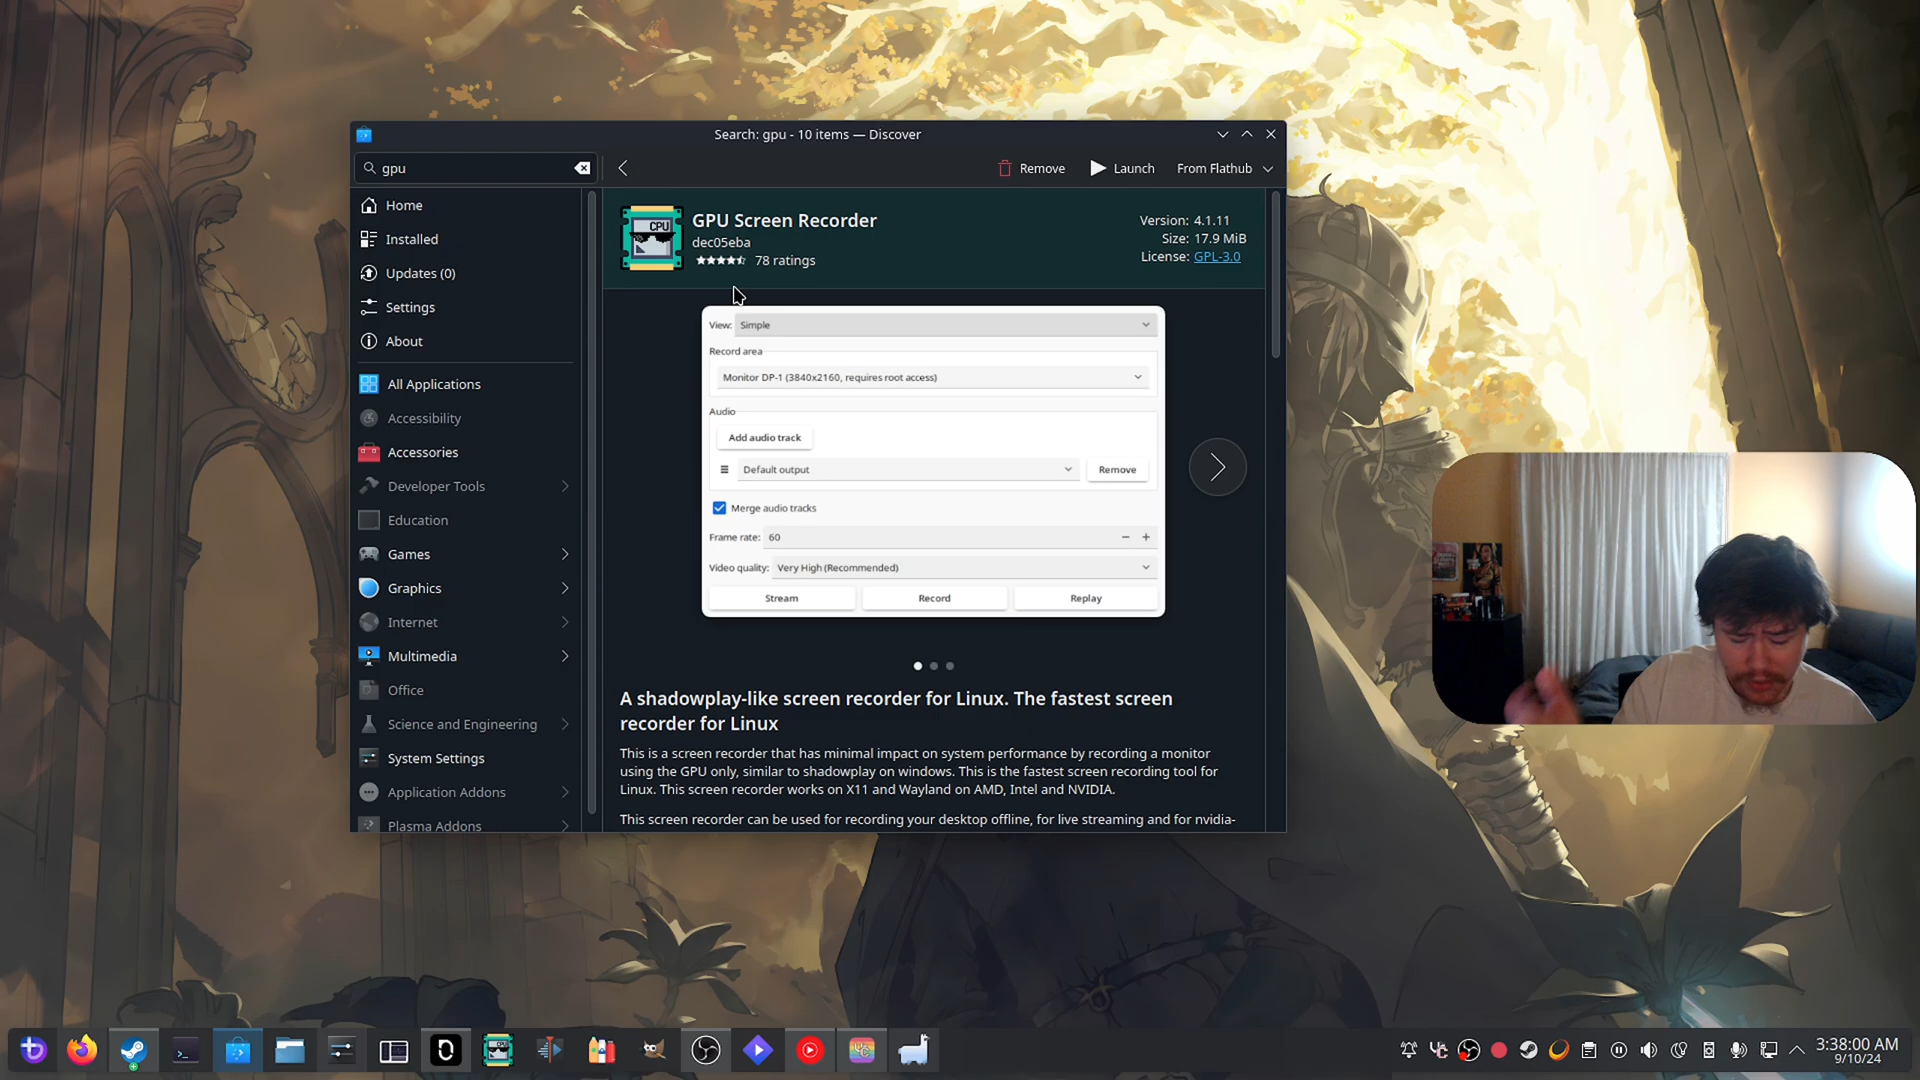 Search: gpu - 10 items — Discover
gpu
Remove
Launch
From Flathub
Home
Installed
Updates (0)
Settings
About
All Applications
Accessibility
Accessories
Developer Tools
Education
Games
Graphics
Internet
Multimedia
Office
Science and Engineering
System Settings
Application Addons
Plasma Addons
CPU
GPU Screen Recorder
dec05eba
78 ratings
Version: 4.1.11
Size: 17.9 MiB
License: GPL-3.0
View: Simple
Record area
Monitor DP-1 (3840x2160, requires root access)
Audio
Add audio track
Default output
Remove
Merge audio tracks
Frame rate: 60
Video quality: Very High (Recommended)
Stream
Record
Replay
A shadowplay-like screen recorder for Linux. The fastest screen
recorder for Linux
This is a screen recorder that has minimal impact on system performance by recording a monitor
using the GPU only, similar to shadowplay on windows. This is the fastest screen recording tool for
Linux. This screen recorder works on X11 and Wayland on AMD, Intel and NVIDIA.
This screen recorder can be used for recording your desktop offline, for live streaming and for nvidia-
3:38:00 AM
9/10/24